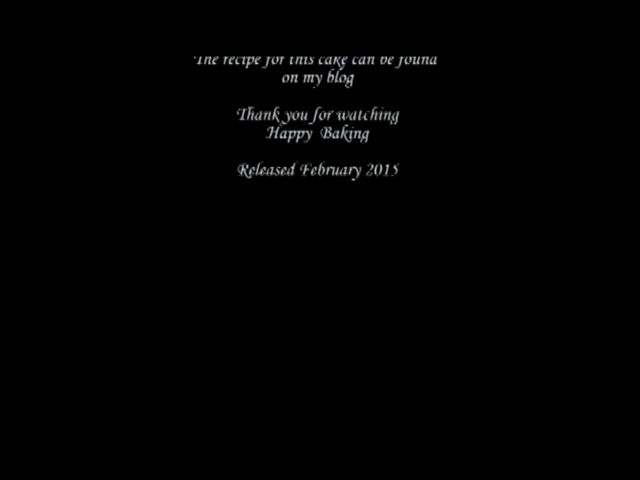 The recipe for this cake can be found
on my blog
Thank you for watching
Happy Baking
Released February 2015